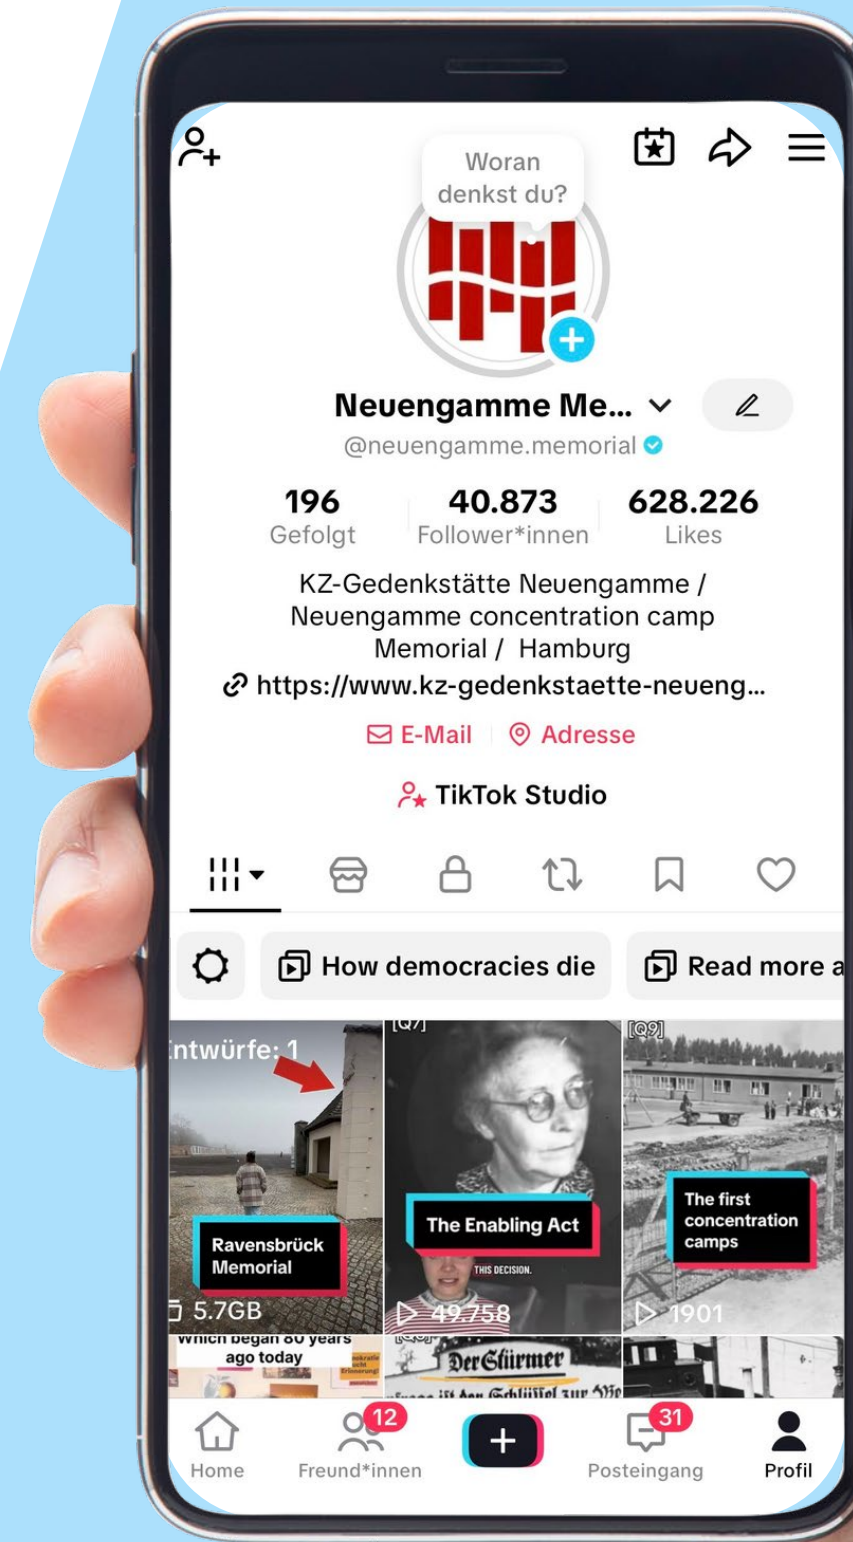 Woran
denkst du?
Neuengamme Me...
@neuengamme.memorial
196
40.873
628.226
Gefolgt
Follower*innen
Likes
KZ-Gedenkstätte Neuengamme /
Neuengamme concentration camp
Memorial / Hamburg
https://www.kz-gedenkstaette-neueng...
E-Mail
Adresse
TikTok Studio
How democracies die
Read more a
ntwürfe: 1
[Q7]
[Q9]
Ravensbrück
Memorial
The Enabling Act
The first
concentration
camps
THIS DECISION.
5.7GB
49.758
1901
which began 80 years
ago today
Der Stürmer
12
31
Home
Freund*innen
Posteingang
Profil